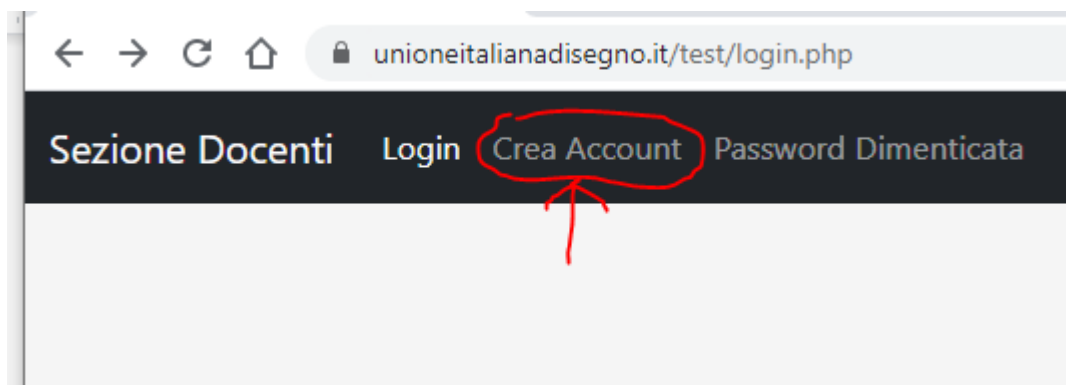 unioneitalianadisegno.it/test/login.php
Sezione Docenti Login Crea Account Password Dimenticata